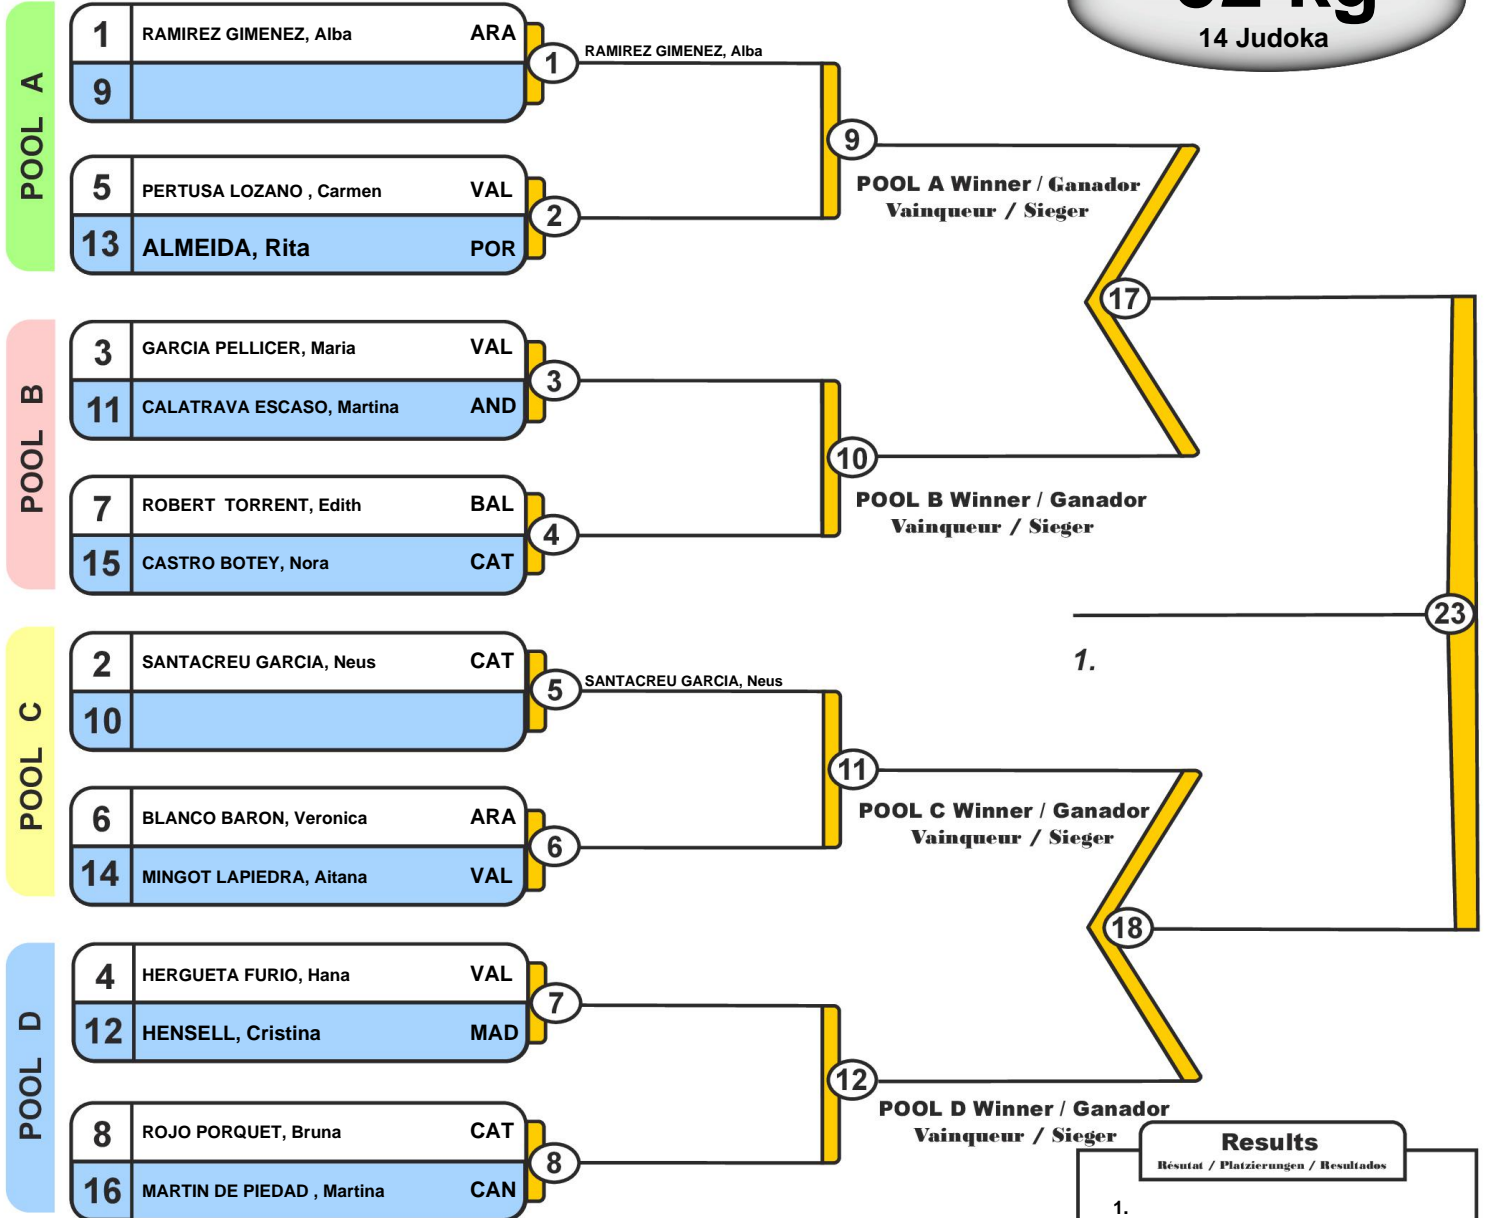 POOL A
1 RAMIREZ GIMENEZ, Alba ARA
9
1
RAMIREZ GIMENEZ, Alba
5 PERTUSA LOZANO , Carmen VAL
13 ALMEIDA, Rita POR
2
9
POOL A Winner / Ganador
Vainqueur / Sieger
14 Judoka
POOL B
3 GARCIA PELLICER, Maria VAL
11 CALATRAVA ESCASO, Martina AND
3
7 ROBERT TORRENT, Edith BAL
15 CASTRO BOTEY, Nora CAT
4
10
POOL B Winner / Ganador
Vainqueur / Sieger
17
POOL C
2 SANTACREU GARCIA, Neus CAT
10
5
SANTACREU GARCIA, Neus
6 BLANCO BARON, Veronica ARA
14 MINGOT LAPIEDRA, Aitana VAL
6
11
POOL C Winner / Ganador
Vainqueur / Sieger
POOL D
4 HERGUETA FURIO, Hana VAL
12 HENSELL, Cristina MAD
7
8 ROJO PORQUET, Bruna CAT
16 MARTIN DE PIEDAD , Martina CAN
8
12
POOL D Winner / Ganador
Vainqueur / Sieger
18
23
1.
Results
Résutat / Platzierungen / Resultados
1.